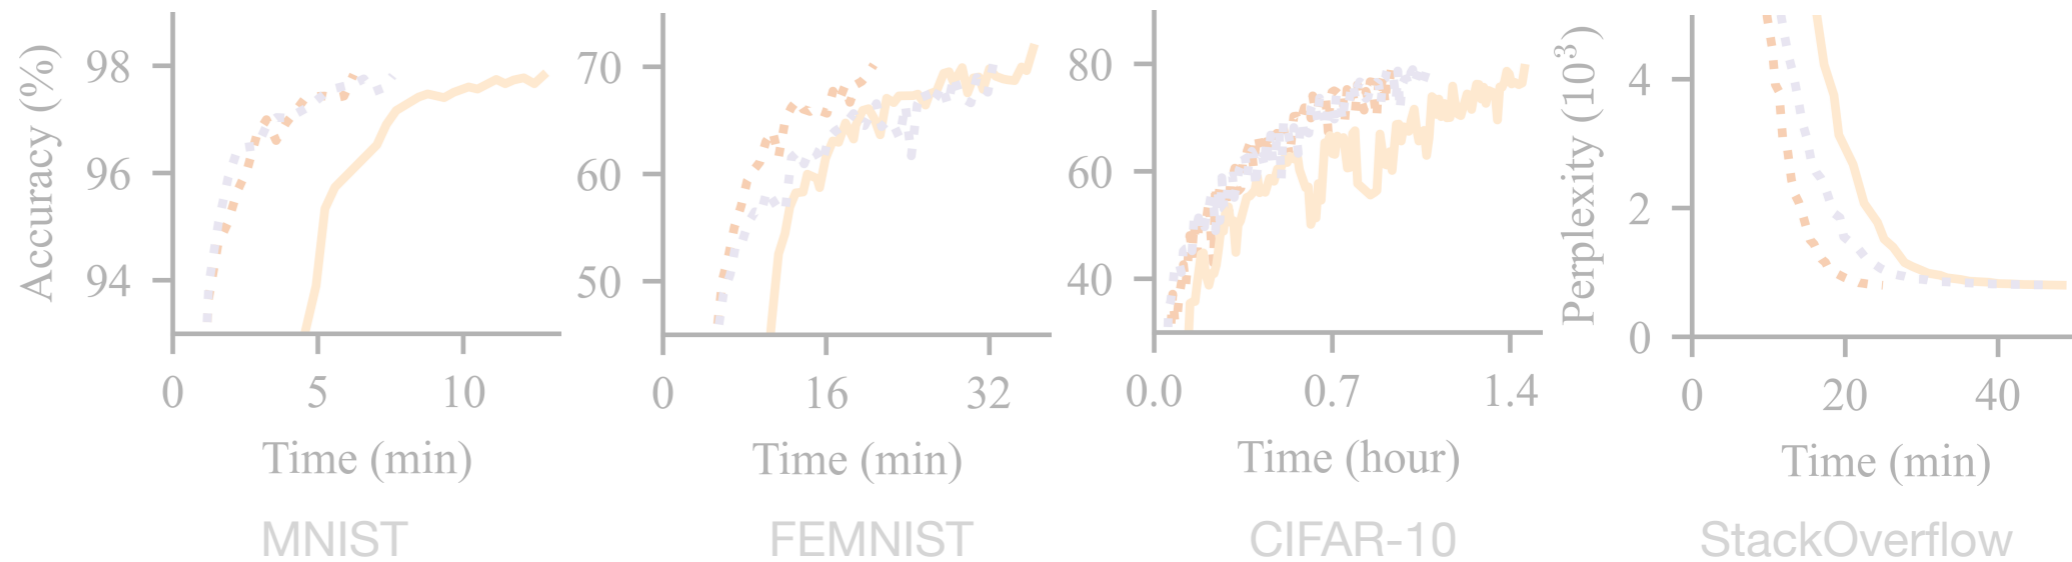 Accuracy (%)
98
96
94
0 5 10
Time (min)
MNIST
70
60
50
0 16 32
Time (min)
FEMNIST
80
60
40
0.0 0.7 1.4
Time (hour)
CIFAR-10
Perplexity (10³)
4
2
0
0 20 40
Time (min)
StackOverflow